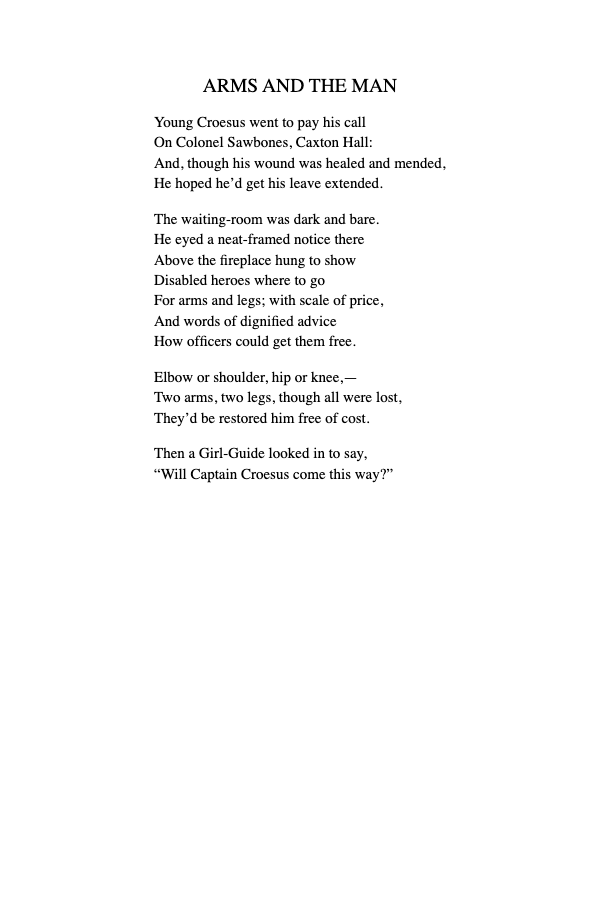 ARMS AND THE MAN
Young Croesus went to pay his call
On Colonel Sawbones, Caxton Hall:
And, though his wound was healed and mended,
He hoped he’d get his leave extended.
The waiting-room was dark and bare.
He eyed a neat-framed notice there
Above the fireplace hung to show
Disabled heroes where to go
For arms and legs; with scale of price,
And words of dignified advice
How officers could get them free.
Elbow or shoulder, hip or knee,—
Two arms, two legs, though all were lost,
They’d be restored him free of cost.
Then a Girl-Guide looked in to say,
“Will Captain Croesus come this way?”